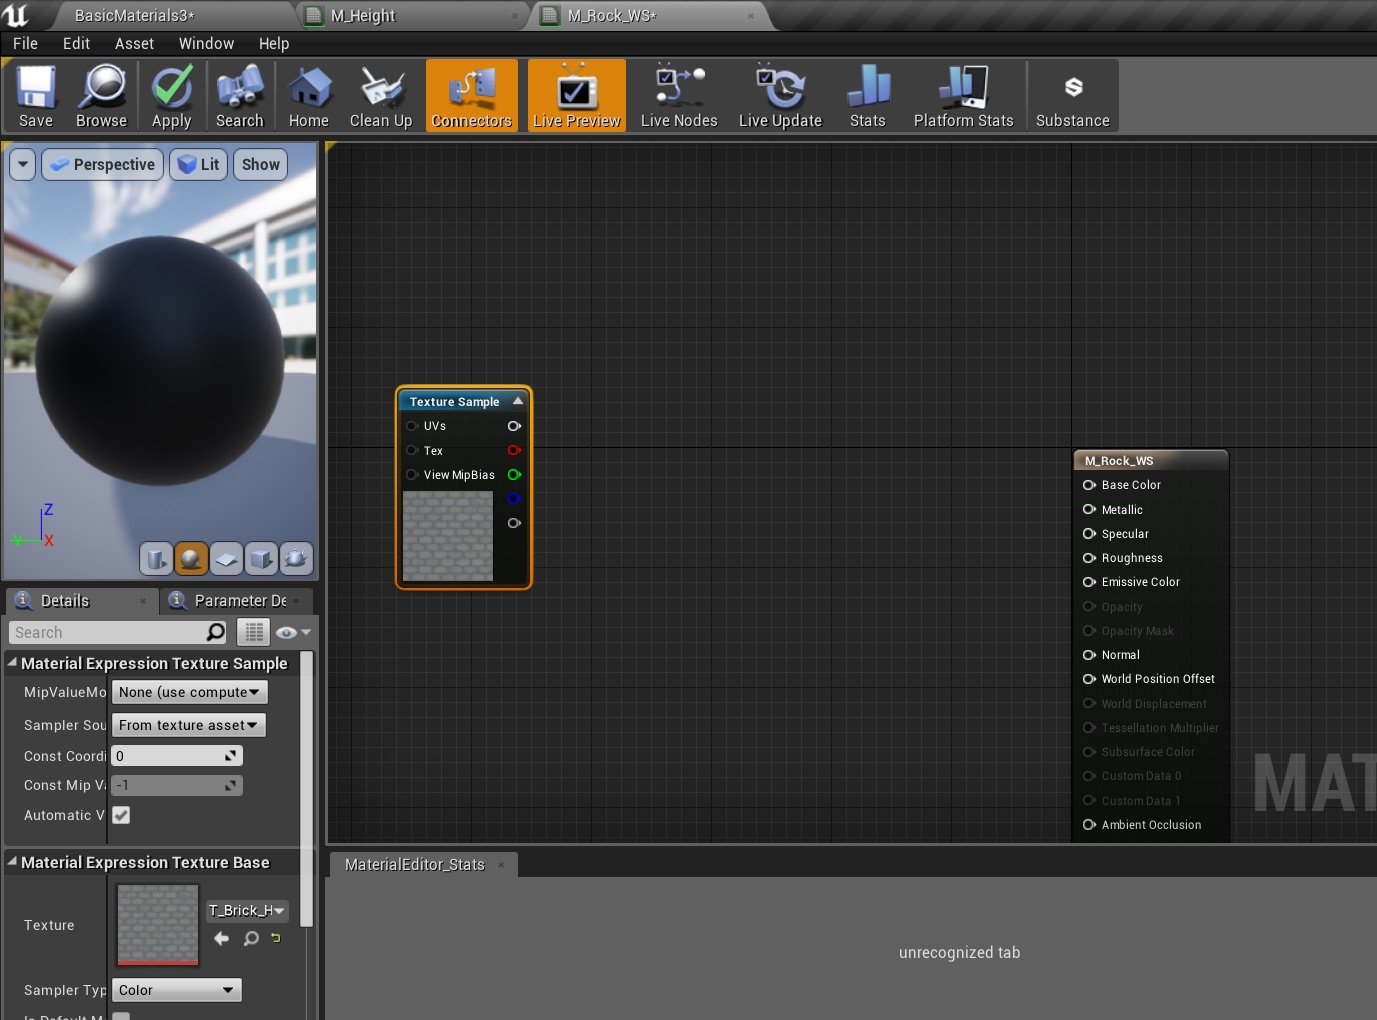 BasicMaterials3*
M_Height
M_Rock_WS*
File Edit Asset Window Help
Save Browse Apply Search Home Clean Up Connectors Live Preview Live Nodes Live Update Stats Platform Stats Substance
Perspective Lit Show
Z
Y X
Texture Sample
UVs
Tex
View MipBias
M_Rock_WS
Base Color
Metallic
Specular
Roughness
Emissive Color
Opacity
Opacity Mask
Normal
World Position Offset
World Displacement
Tessellation Multiplier
Subsurface Color
Custom Data 0
Custom Data 1
Ambient Occlusion
MAT
Details Parameter De
Search
Material Expression Texture Sample
MipValueMo None (use compute
Sampler Sou From texture asset
Const Coordi 0
Const Mip Va -1
Automatic V
Material Expression Texture Base
Texture T_Brick_H
Sampler Typ Color
Is Default M
MaterialEditor_Stats
unrecognized tab